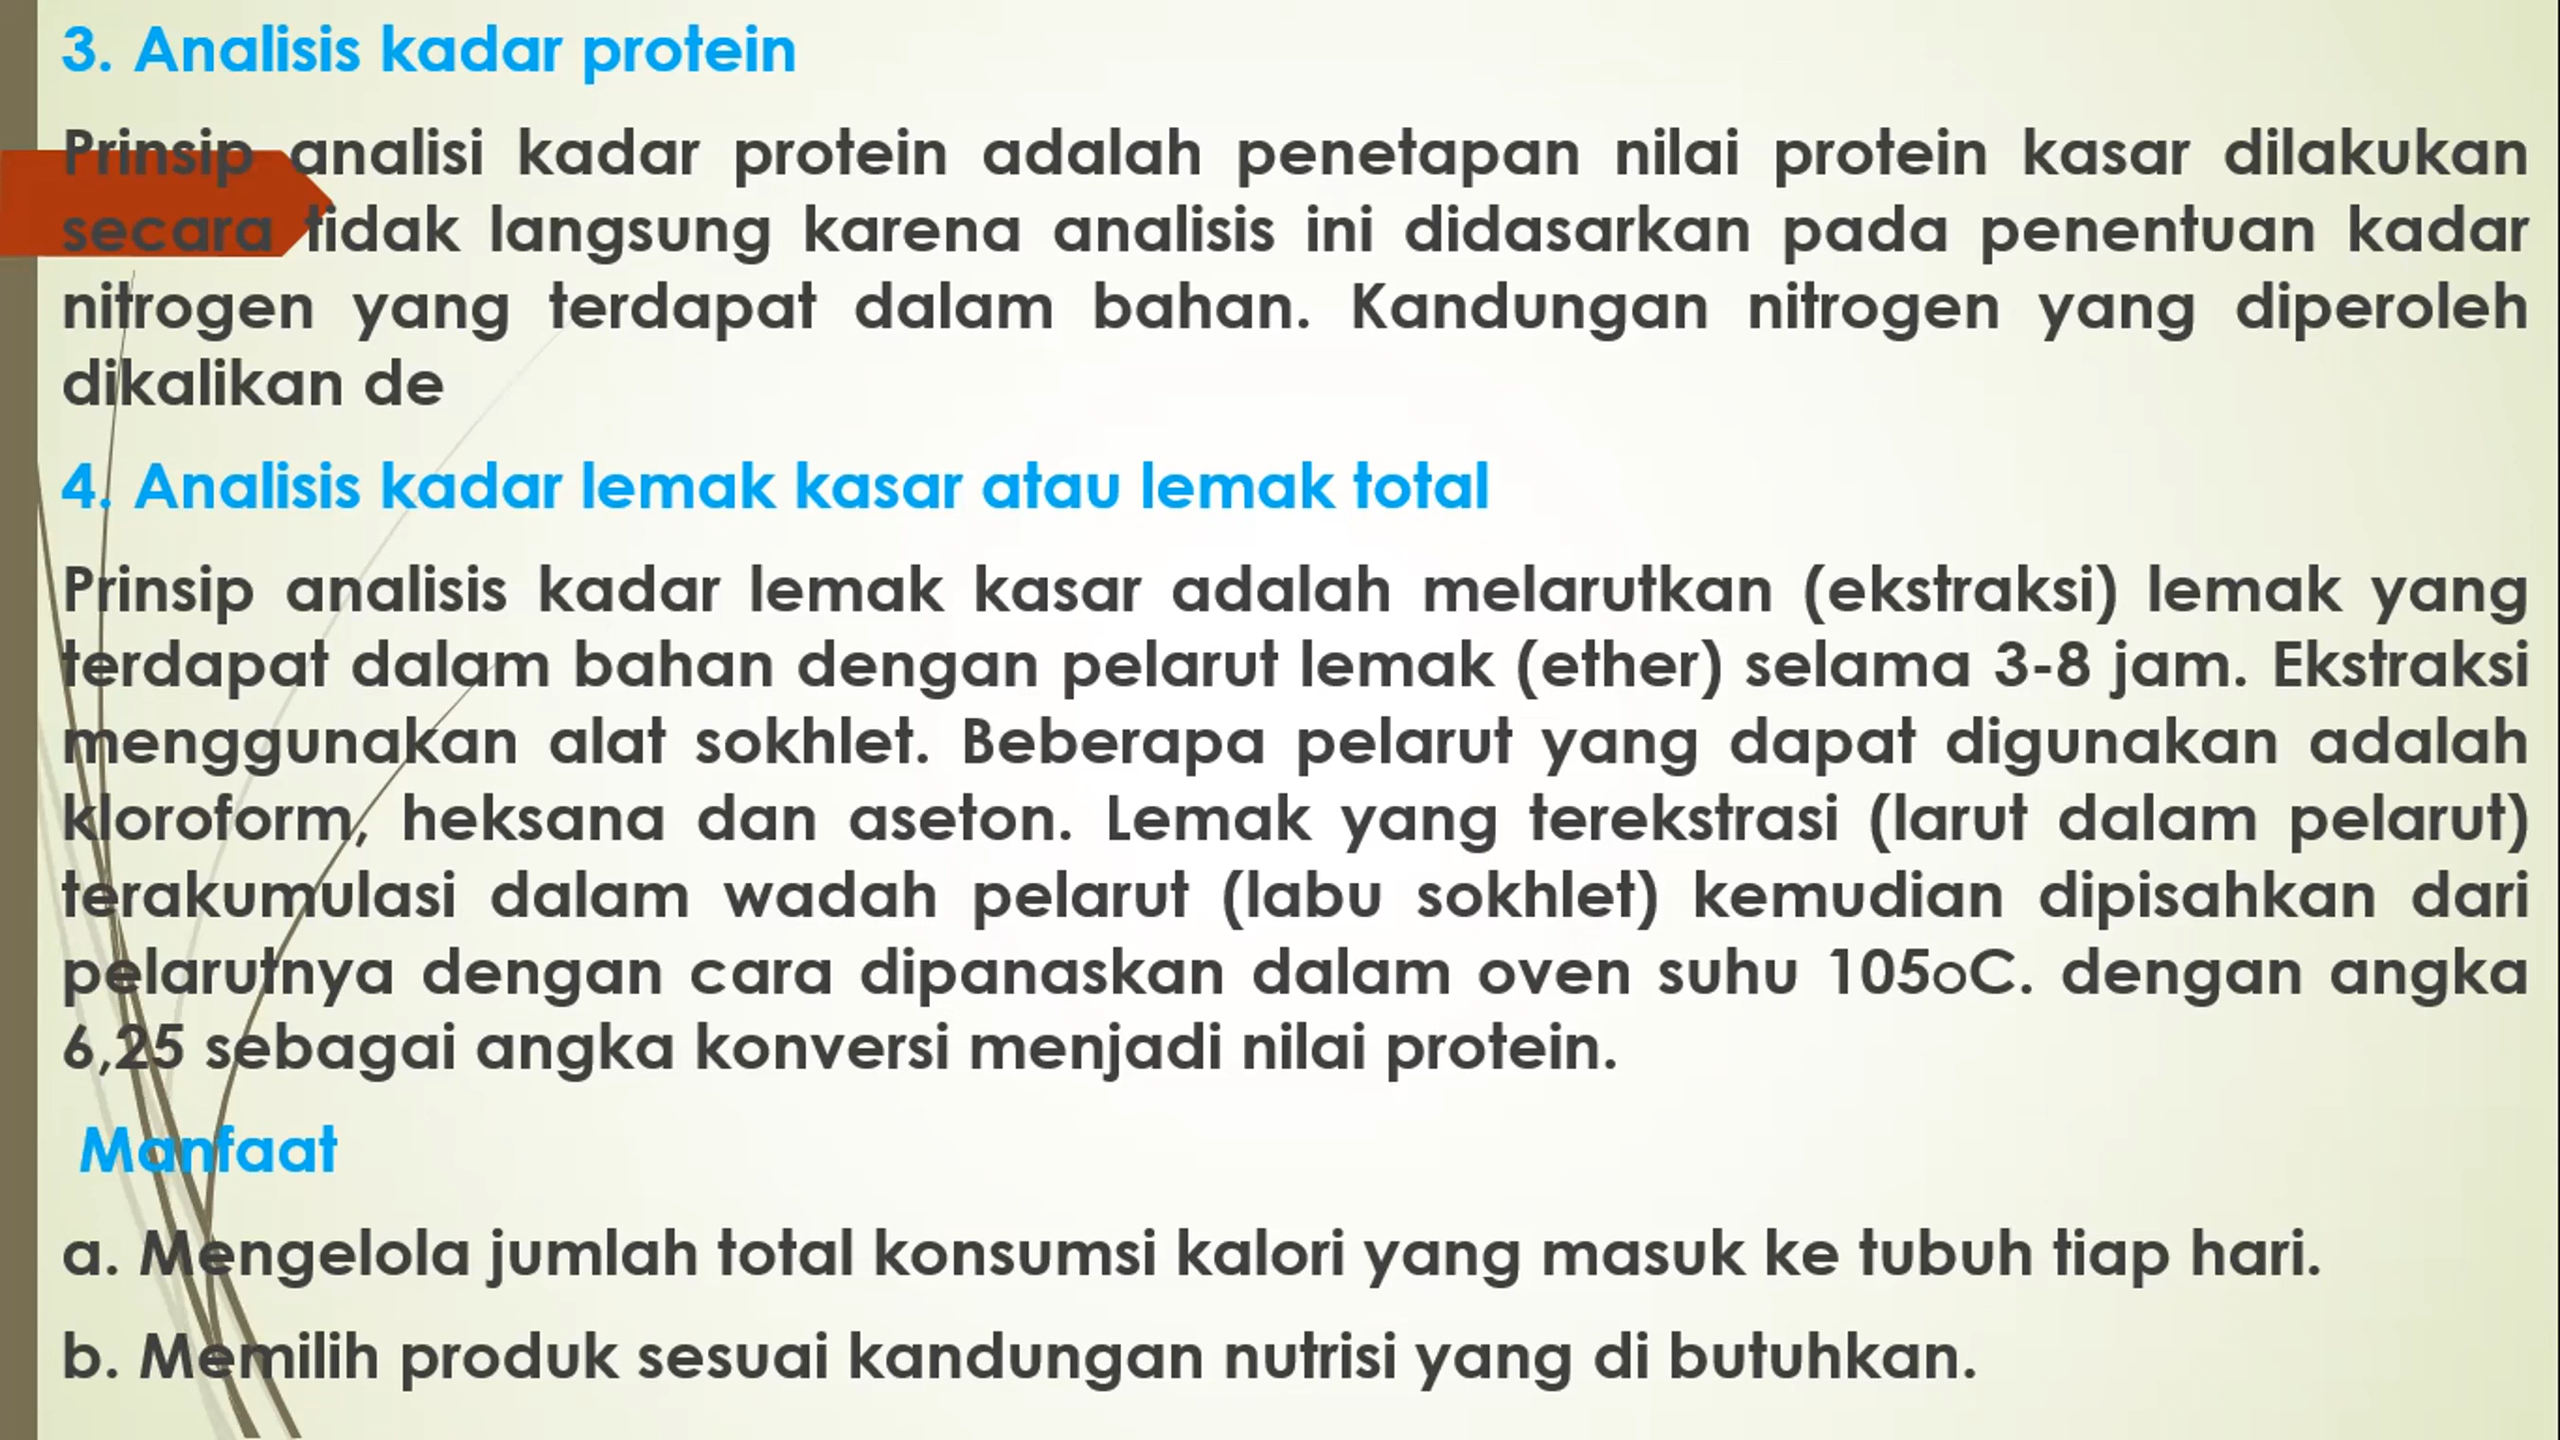 3. Analisis kadar protein
Prinsip analisi kadar protein adalah penetapan nilai protein kasar dilakukan
secara tidak langsung karena analisis ini didasarkan pada penentuan kadar
nitrogen yang terdapat dalam bahan. Kandungan nitrogen yang diperoleh
dikalikan de
4. Analisis kadar lemak kasar atau lemak total
Prinsip analisis kadar lemak kasar adalah melarutkan (ekstraksi) lemak yang
terdapat dalam bahan dengan pelarut lemak (ether) selama 3-8 jam. Ekstraksi
menggunakan alat sokhlet. Beberapa pelarut yang dapat digunakan adalah
kloroform, heksana dan aseton. Lemak yang terekstrasi (larut dalam pelarut)
terakumulasi dalam wadah pelarut (labu sokhlet) kemudian dipisahkan dari
pelarutnya dengan cara dipanaskan dalam oven suhu 105oC. dengan angka
6,25 sebagai angka konversi menjadi nilai protein.
Manfaat
a. Mengelola jumlah total konsumsi kalori yang masuk ke tubuh tiap hari.
b. Memilih produk sesuai kandungan nutrisi yang di butuhkan.